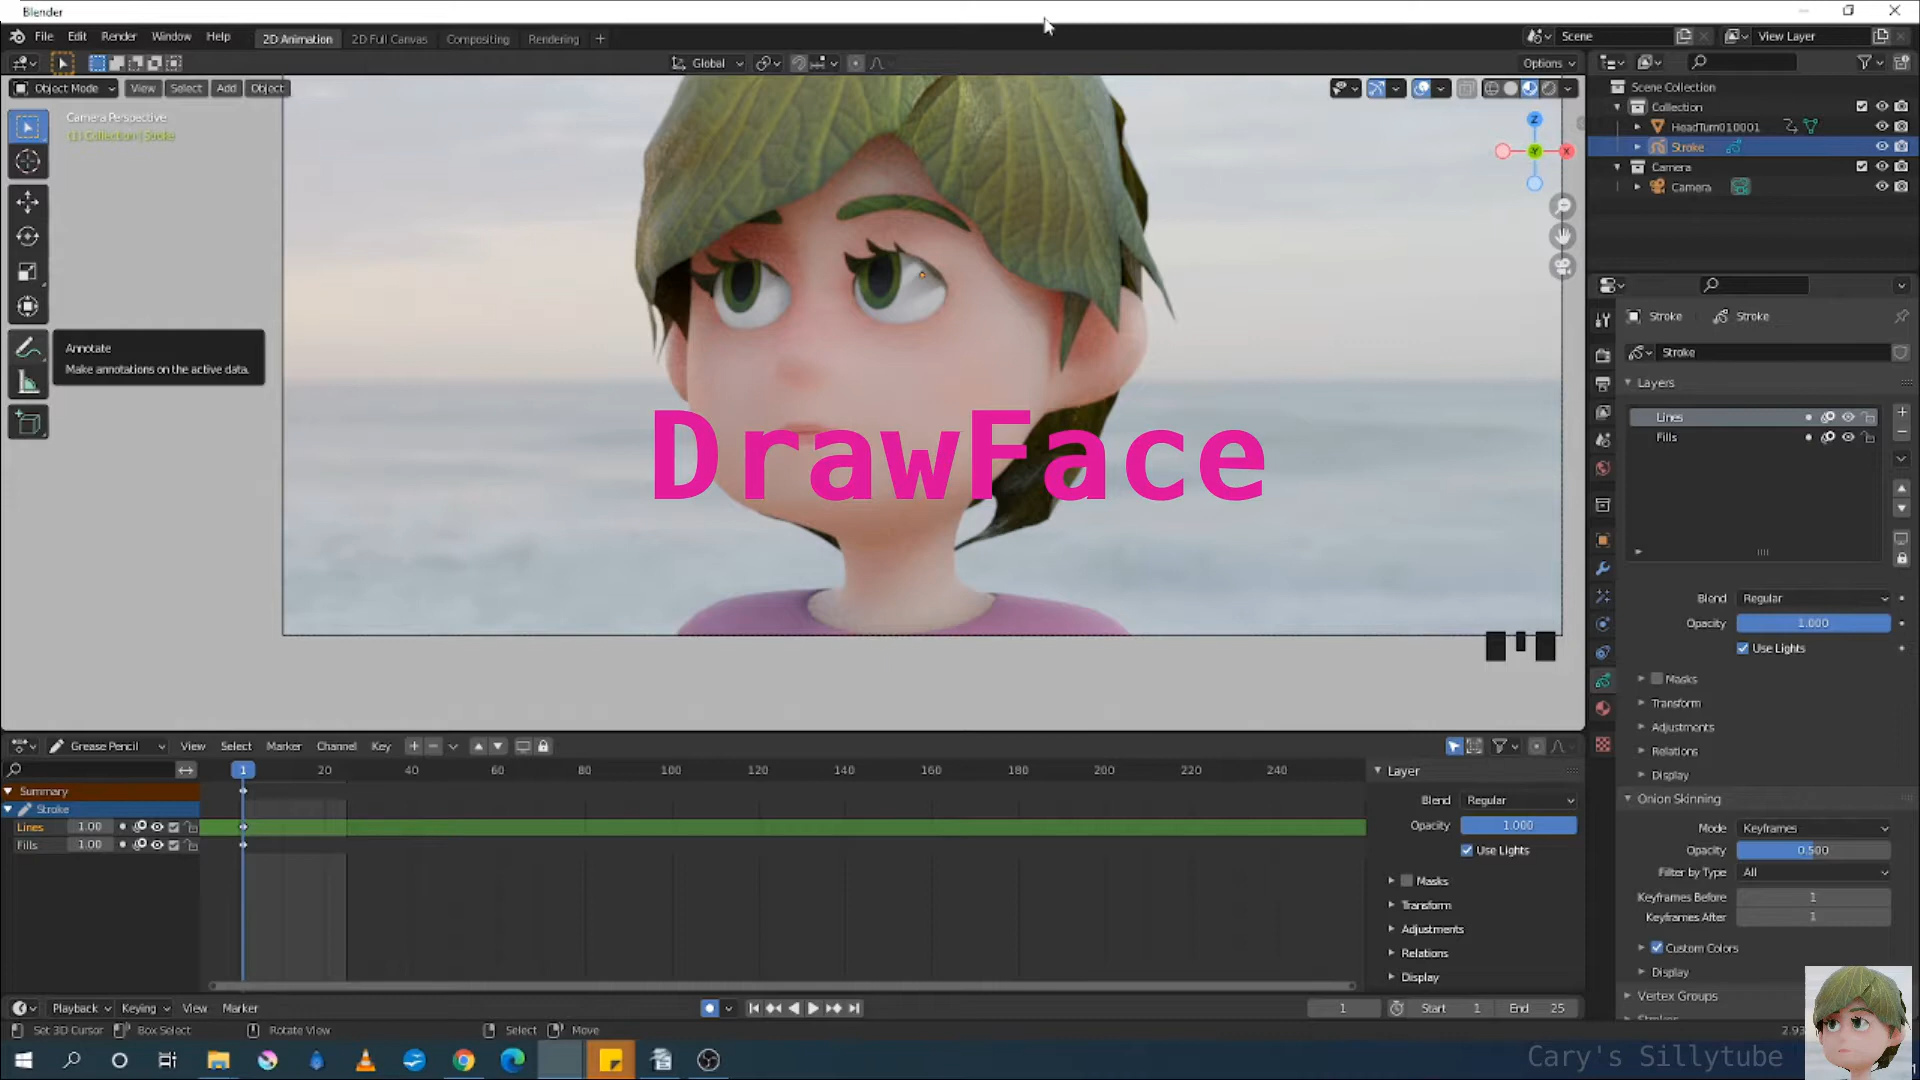 Blender
File Edit Render Window Help 2D Animation 2D Full Canvas Compositing Rendering + Scene View Layer
Global Options
Object Mode View Select Add Object
Camera Perspective
(1) Collection | Stroke
Annotate
Make annotations on the active data.
Z
Y
X
DrawFace
Scene Collection
Collection
HeadTurn010001
Stroke
Camera
Camera
Stroke Stroke
Stroke
Layers
Lines
Fills
Blend Regular
Opacity 1.000
Use Lights
Masks
Transform
Adjustments
Relations
Display
Onion Skinning
Mode Keyframes
Opacity 0.500
Filter by Type All
Keyframes Before 1
Keyframes After 1
Custom Colors
Display
Vertex Groups
Grease Pencil View Select Marker Channel Key
1 20 40 60 80 100 120 140 160 180 200 220 240
Summary
Stroke
Lines 1.00
Fills 1.00
Layer
Blend Regular
Opacity 1.000
Use Lights
Masks
Transform
Adjustments
Relations
Display
Playback Keying View Marker 1 Start 1 End 25
Set 3D Cursor Box Select Rotate View Select Move
Cary's Sillytube